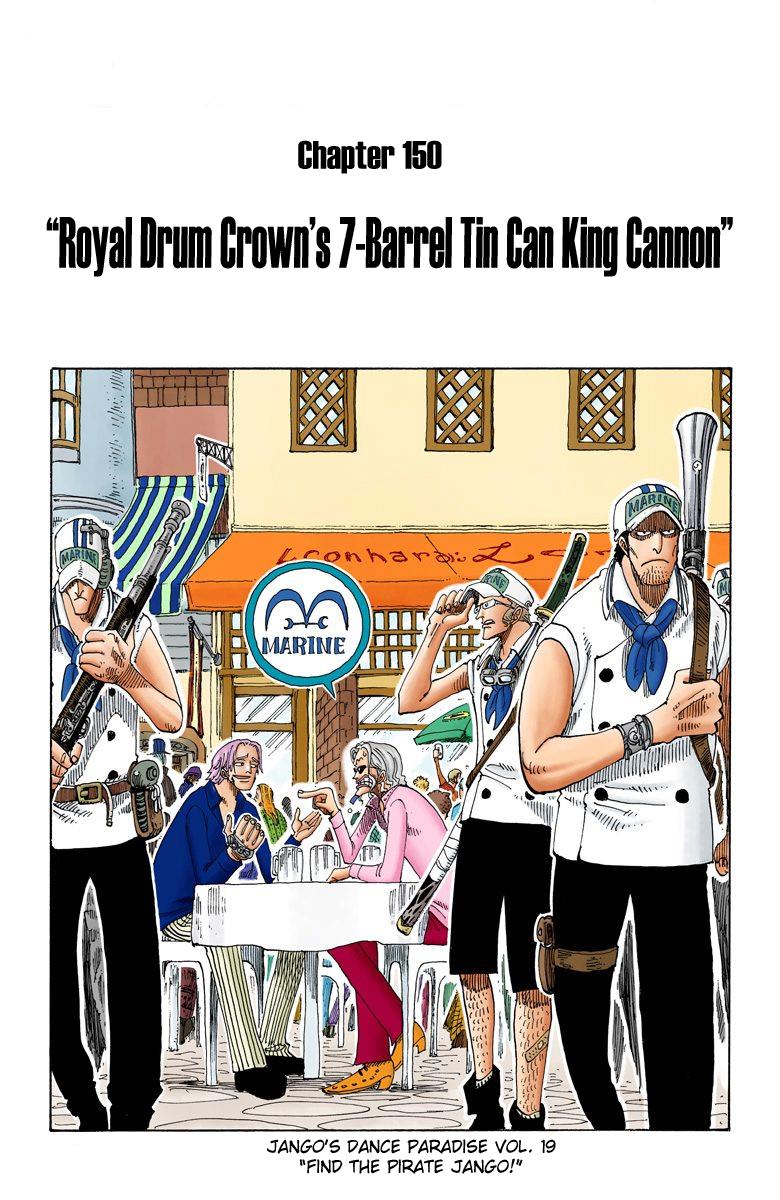 Chapter 150
“Royal Drum Crown’s 7-Barrel Tin Can King Cannon”
MARINE
MARINE
MARINE
MARINE
JANGO'S DANCE PARADISE VOL. 19
"FIND THE PIRATE JANGO!"